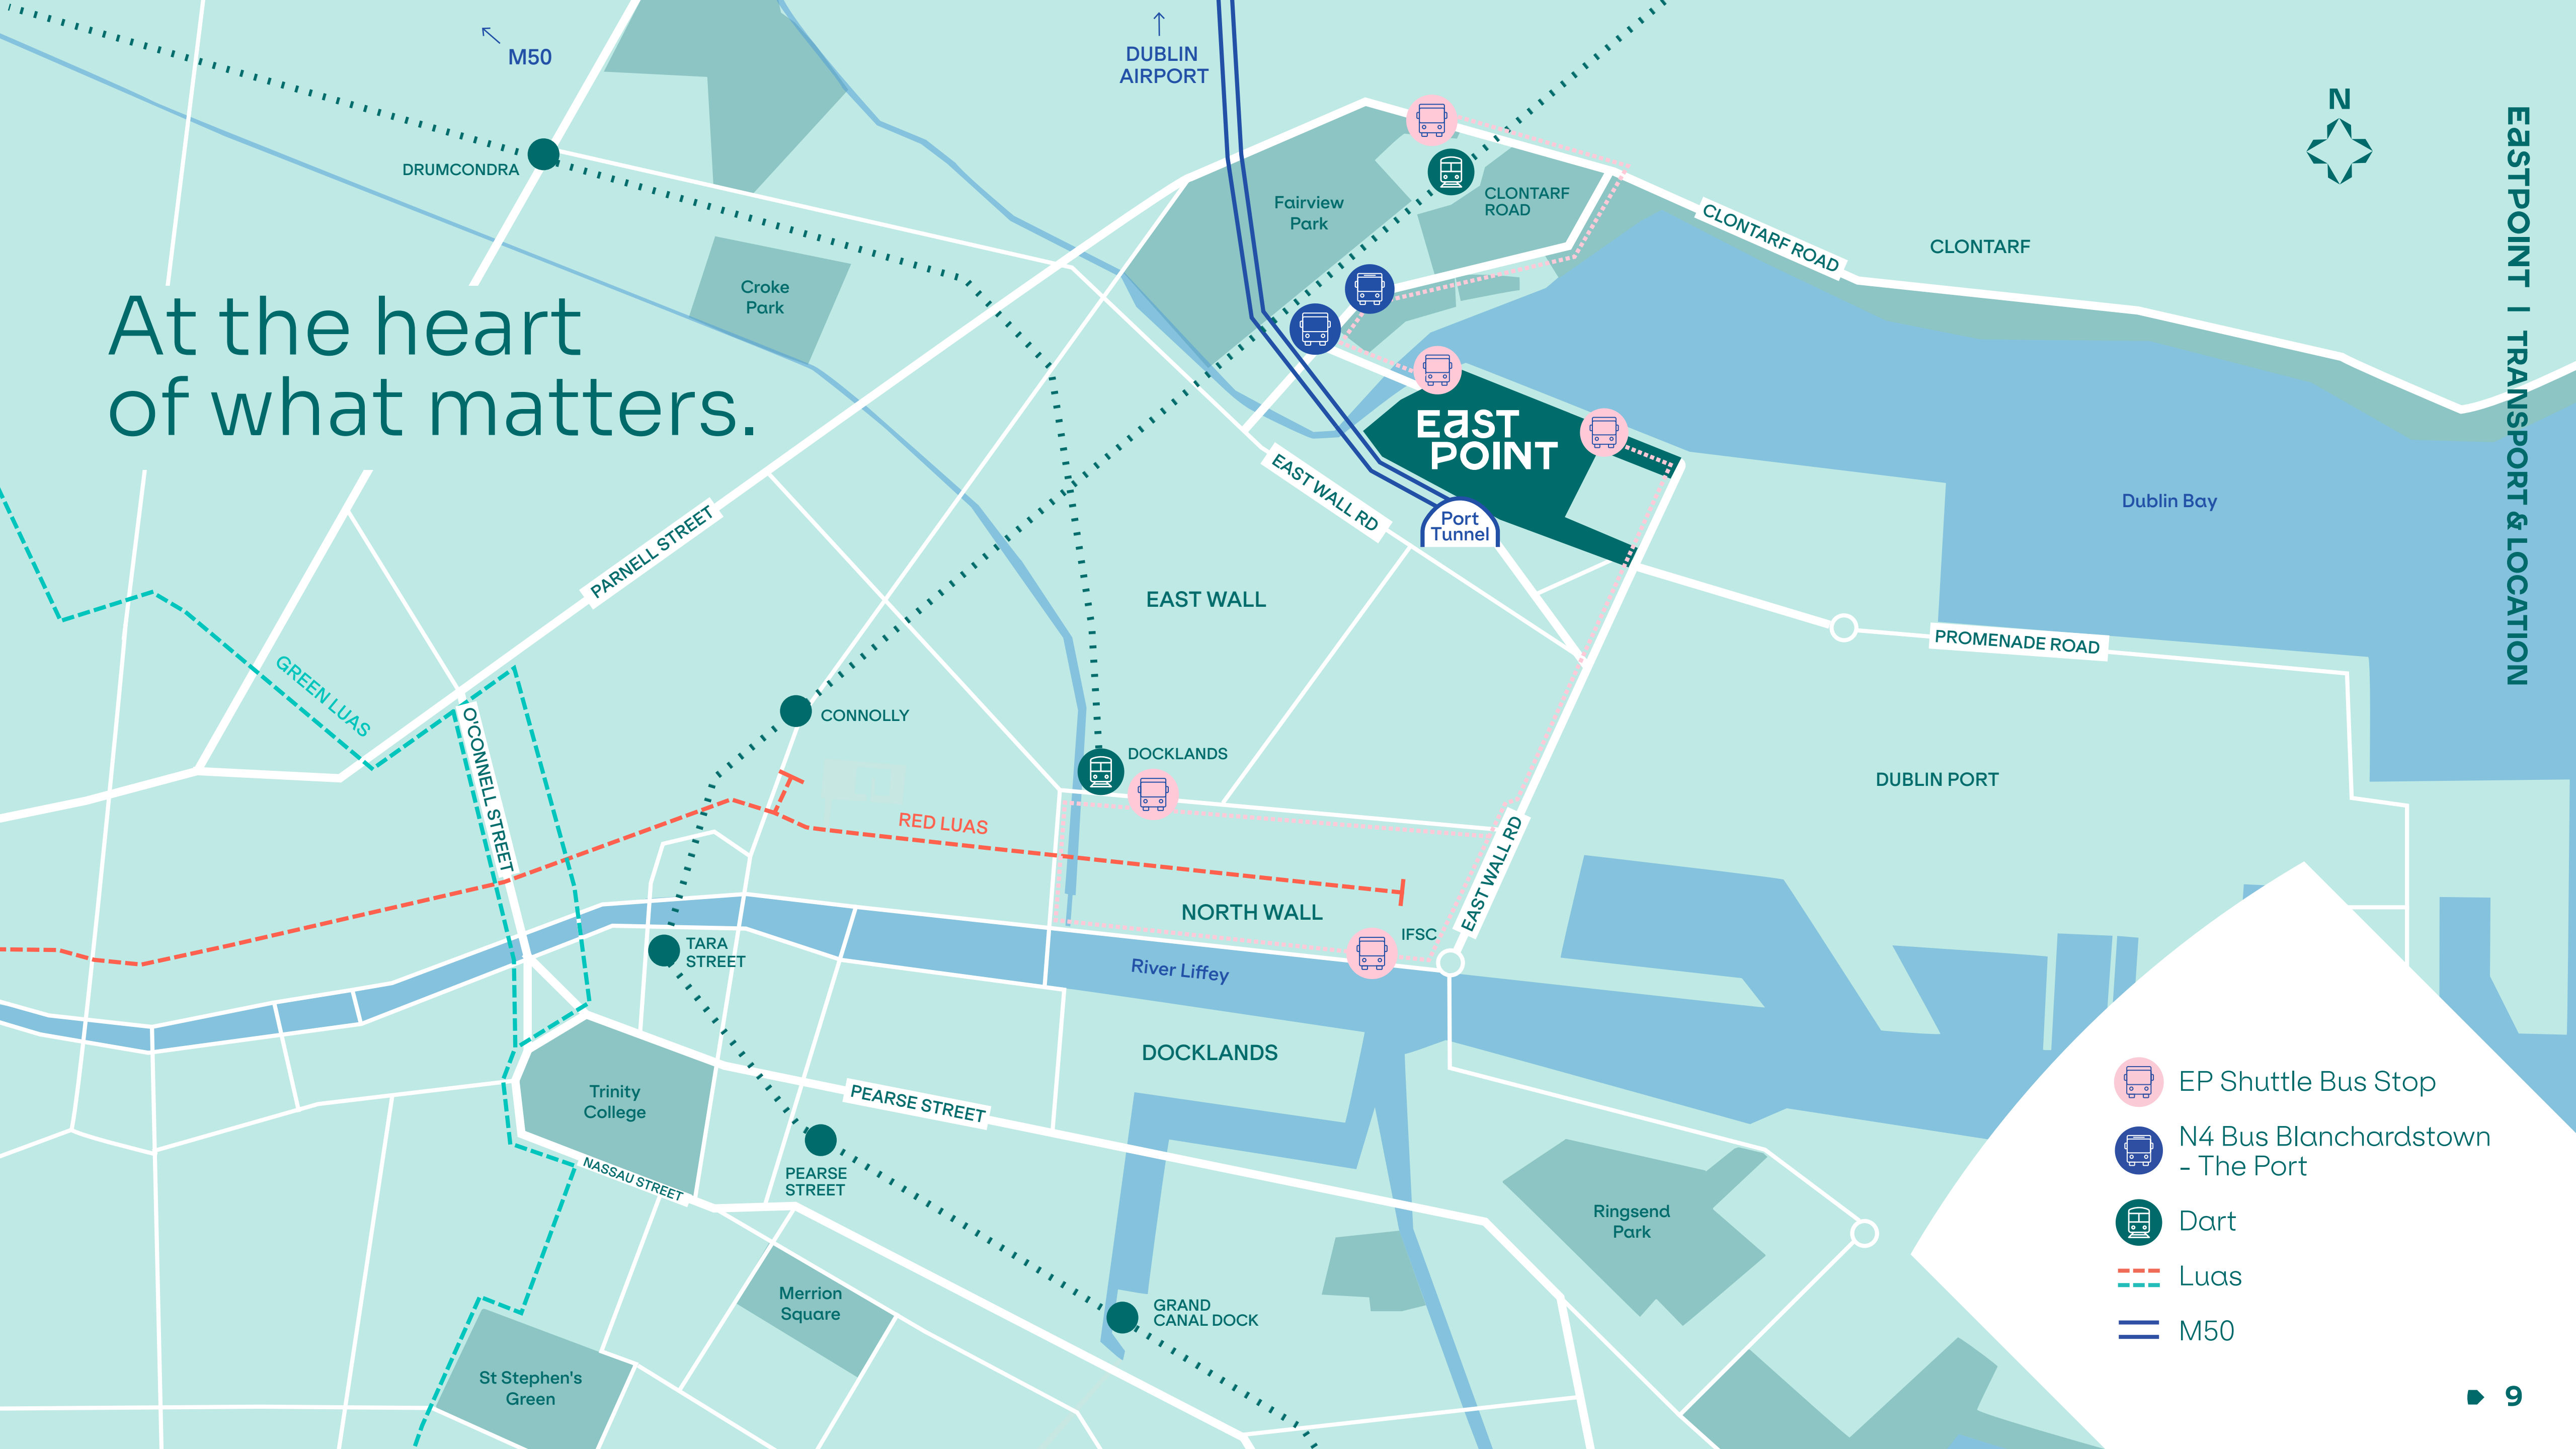 M50
DUBLIN
AIRPORT
N
EaSTPOINT | TRANSPORT & LOCATION
DRUMCONDRA
Fairview
Park
CLONTARF
ROAD
CLONTARF ROAD
CLONTARF
Croke
Park
At the heart
of what matters.
EaST
POINT
EAST WALL RD
Port
Tunnel
Dublin Bay
PARNELL STREET
EAST WALL
PROMENADE ROAD
GREEN LUAS
O'CONNELL STREET
CONNOLLY
DOCKLANDS
DUBLIN PORT
RED LUAS
EAST WALL RD
NORTH WALL
IFSC
TARA
STREET
River Liffey
DOCKLANDS
Trinity
College
PEARSE STREET
NASSAU STREET
PEARSE
STREET
Ringsend
Park
Merrion
Square
GRAND
CANAL DOCK
St Stephen's
Green
EP Shuttle Bus Stop
N4 Bus Blanchardstown
- The Port
Dart
Luas
M50
9